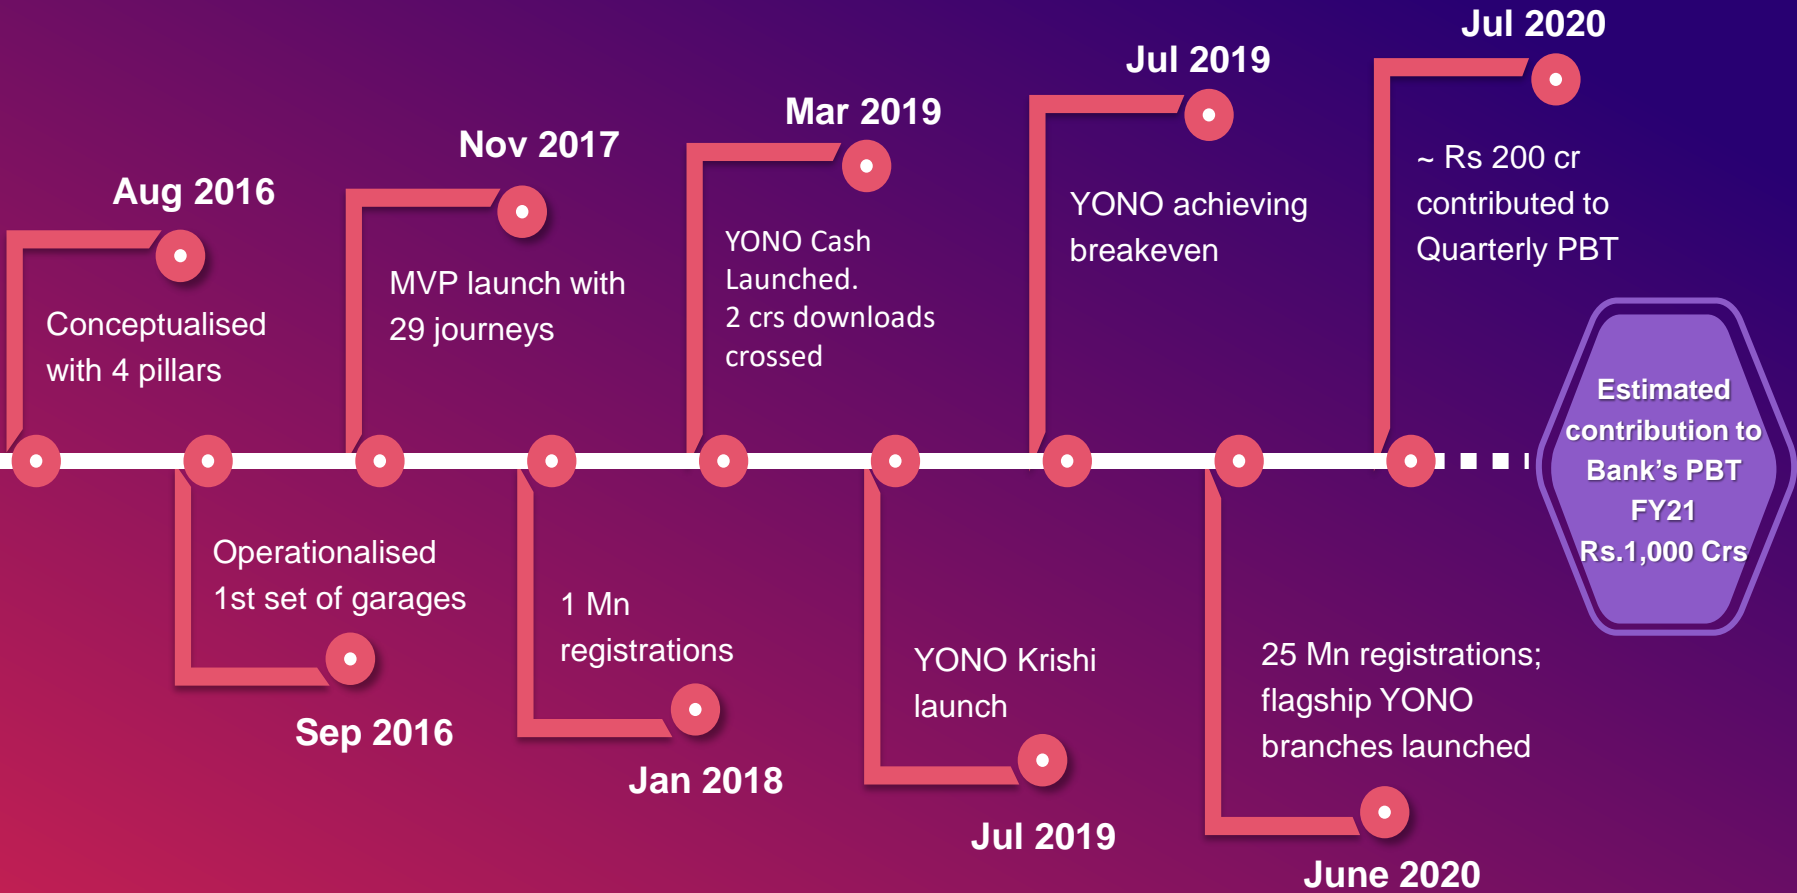 Aug 2016
Conceptualised
with 4 pillars
Operationalised
1st set of garages
Sep 2016
Nov 2017
MVP launch with
29 journeys
1 Mn
registrations
Jan 2018
Mar 2019
YONO Cash
Launched.
2 crs downloads
crossed
YONO Krishi
launch
Jul 2019
Jul 2019
YONO achieving
breakeven
25 Mn registrations;
flagship YONO
branches launched
June 2020
Jul 2020
~ Rs 200 cr
contributed to
Quarterly PBT
Estimated
contribution to
Bank’s PBT
FY21
Rs.1,000 Crs